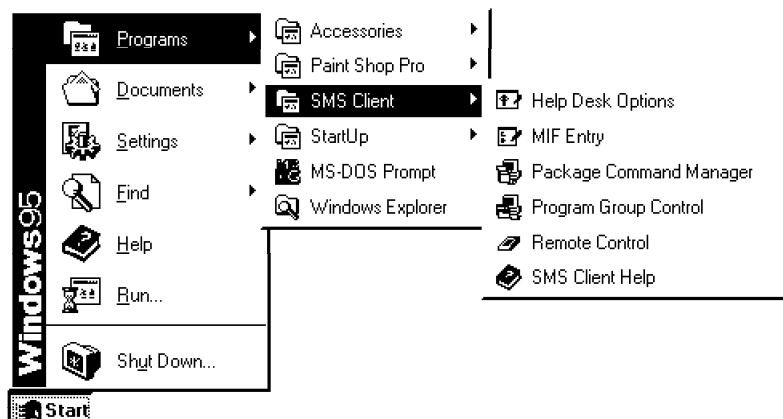 Programs
Documents
Settings
Find
Help
Run...
Shut Down...
Windows95
Start
Accessories
Paint Shop Pro
SMS Client
StartUp
MS-DOS Prompt
Windows Explorer
Help Desk Options
MIF Entry
Package Command Manager
Program Group Control
Remote Control
SMS Client Help